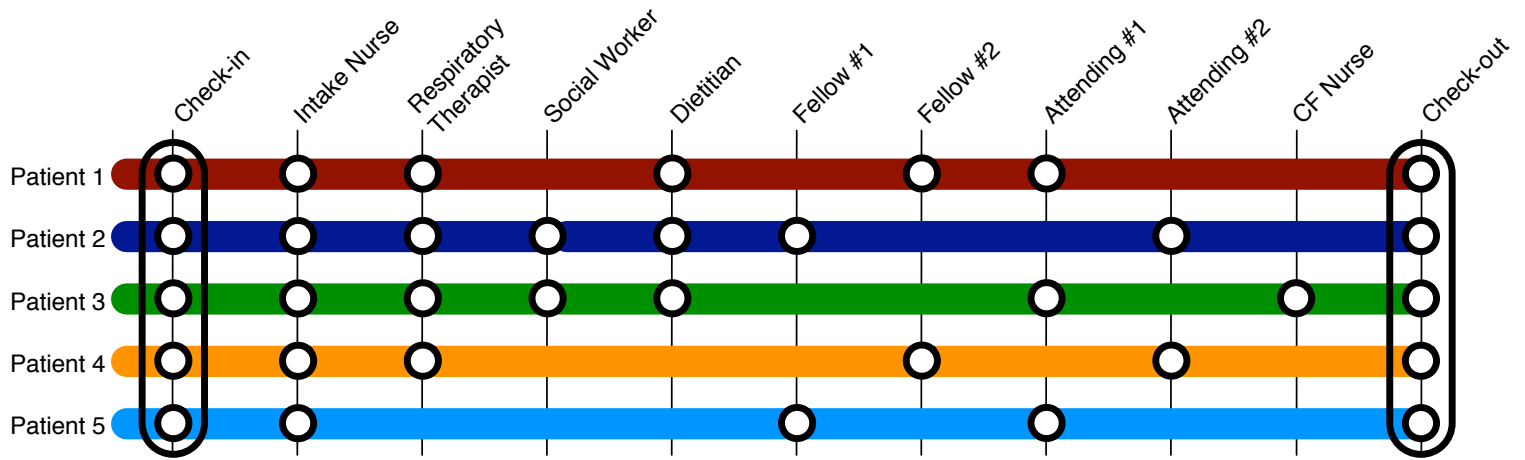 Check-in
Intake Nurse
Respiratory
Therapist
Social Worker
Dietitian
Fellow #1
Fellow #2
Attending #1
Attending #2
CF Nurse
Check-out
Patient 1
Patient 2
Patient 3
Patient 4
Patient 5